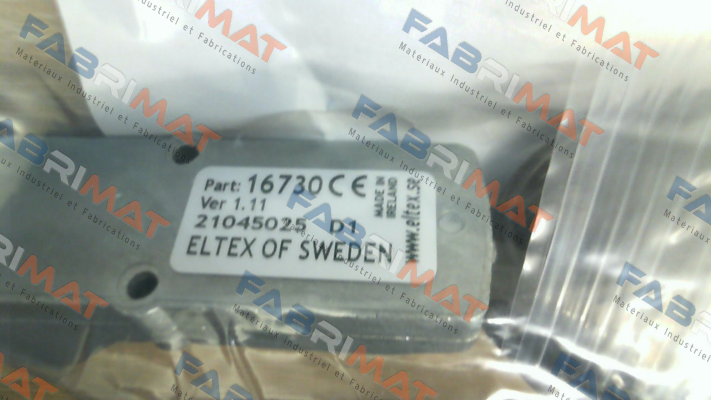 Part: 16730 CE
Ver 1.11
21045025 D1
ELTEX OF SWEDEN
MADE IN
IRELAND
www.eltex.se
FABRIMAT
Matériaux Industriel et Fabrications